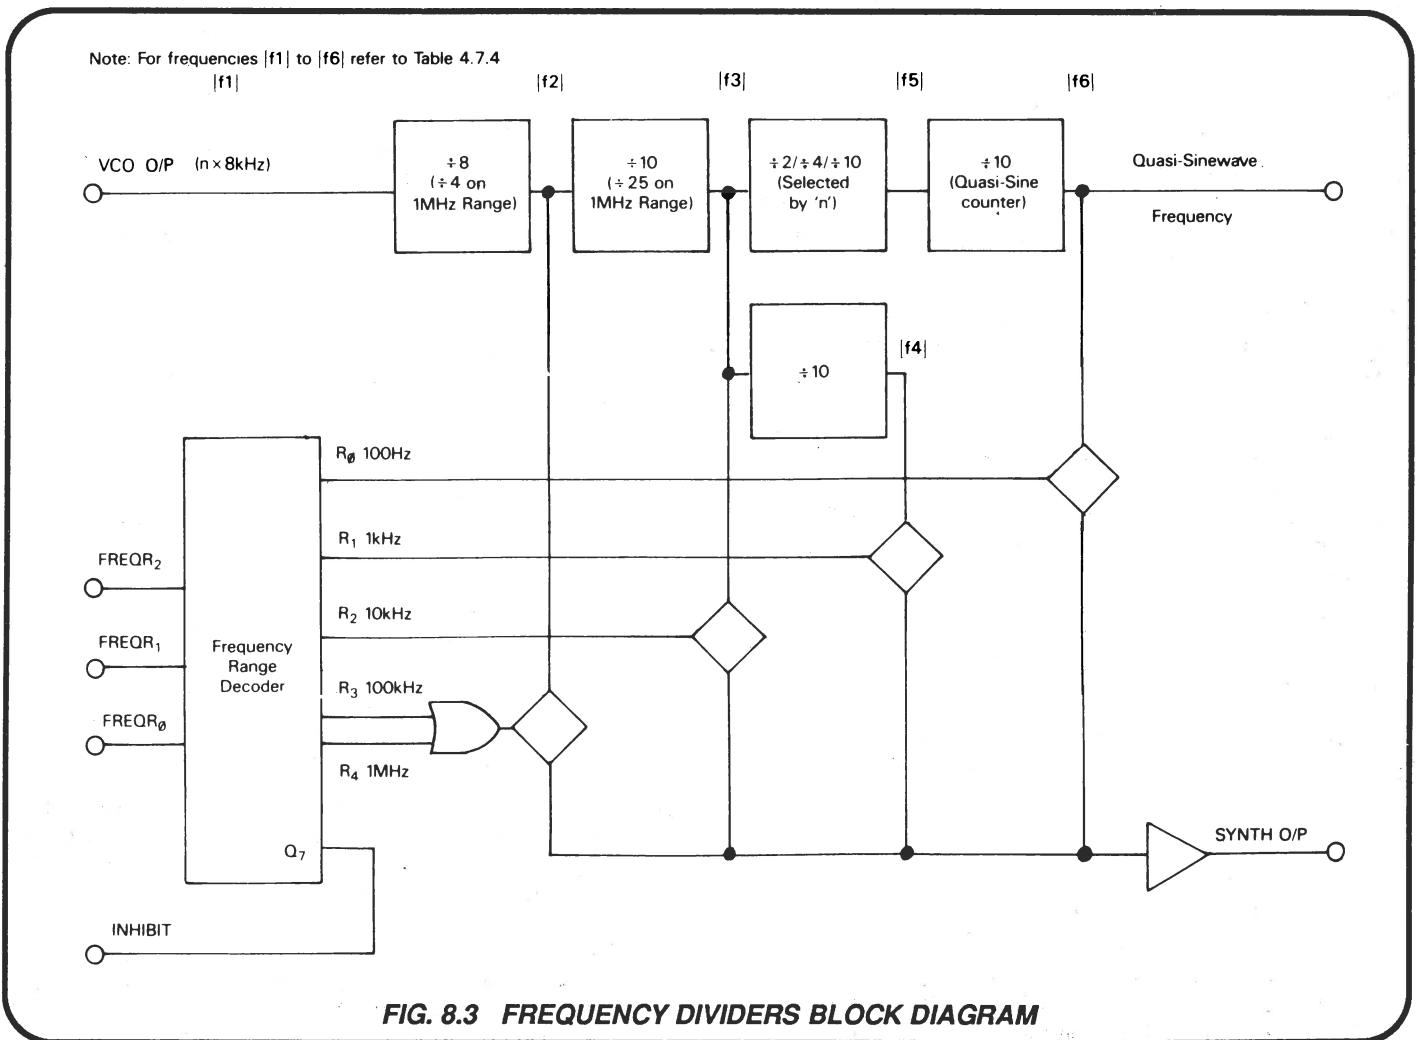 Note: For frequencies |f1| to |f6| refer to Table 4.7.4
|f1|
|f2|
|f3|
|f5|
|f6|
VCO O/P (n×8kHz)
÷8
(÷4 on
1MHz Range)
÷10
(÷25 on
1MHz Range)
÷2/÷4/÷10
(Selected
by 'n')
÷10
(Quasi-Sine
counter)
Quasi-Sinewave
Frequency
÷10
|f4|
R∅ 100Hz
R₁ 1kHz
R₂ 10kHz
R₃ 100kHz
R₄ 1MHz
FREQR₂
FREQR₁
FREQR∅
Frequency
Range
Decoder
Q₇
INHIBIT
SYNTH O/P
FIG. 8.3 FREQUENCY DIVIDERS BLOCK DIAGRAM